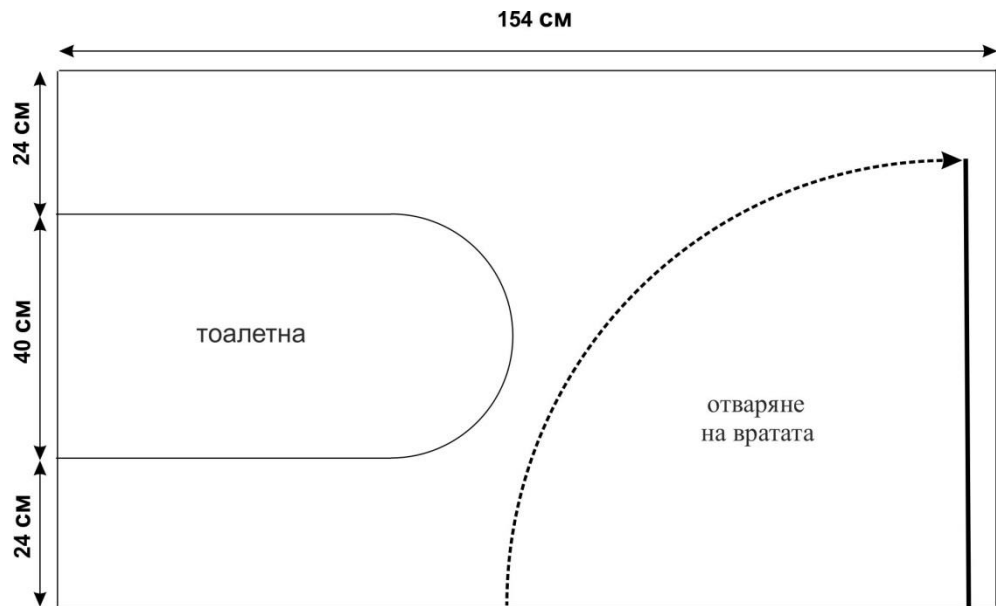 154 см
24 см
40 см
24 см
тоалетна
отваряне
на вратата